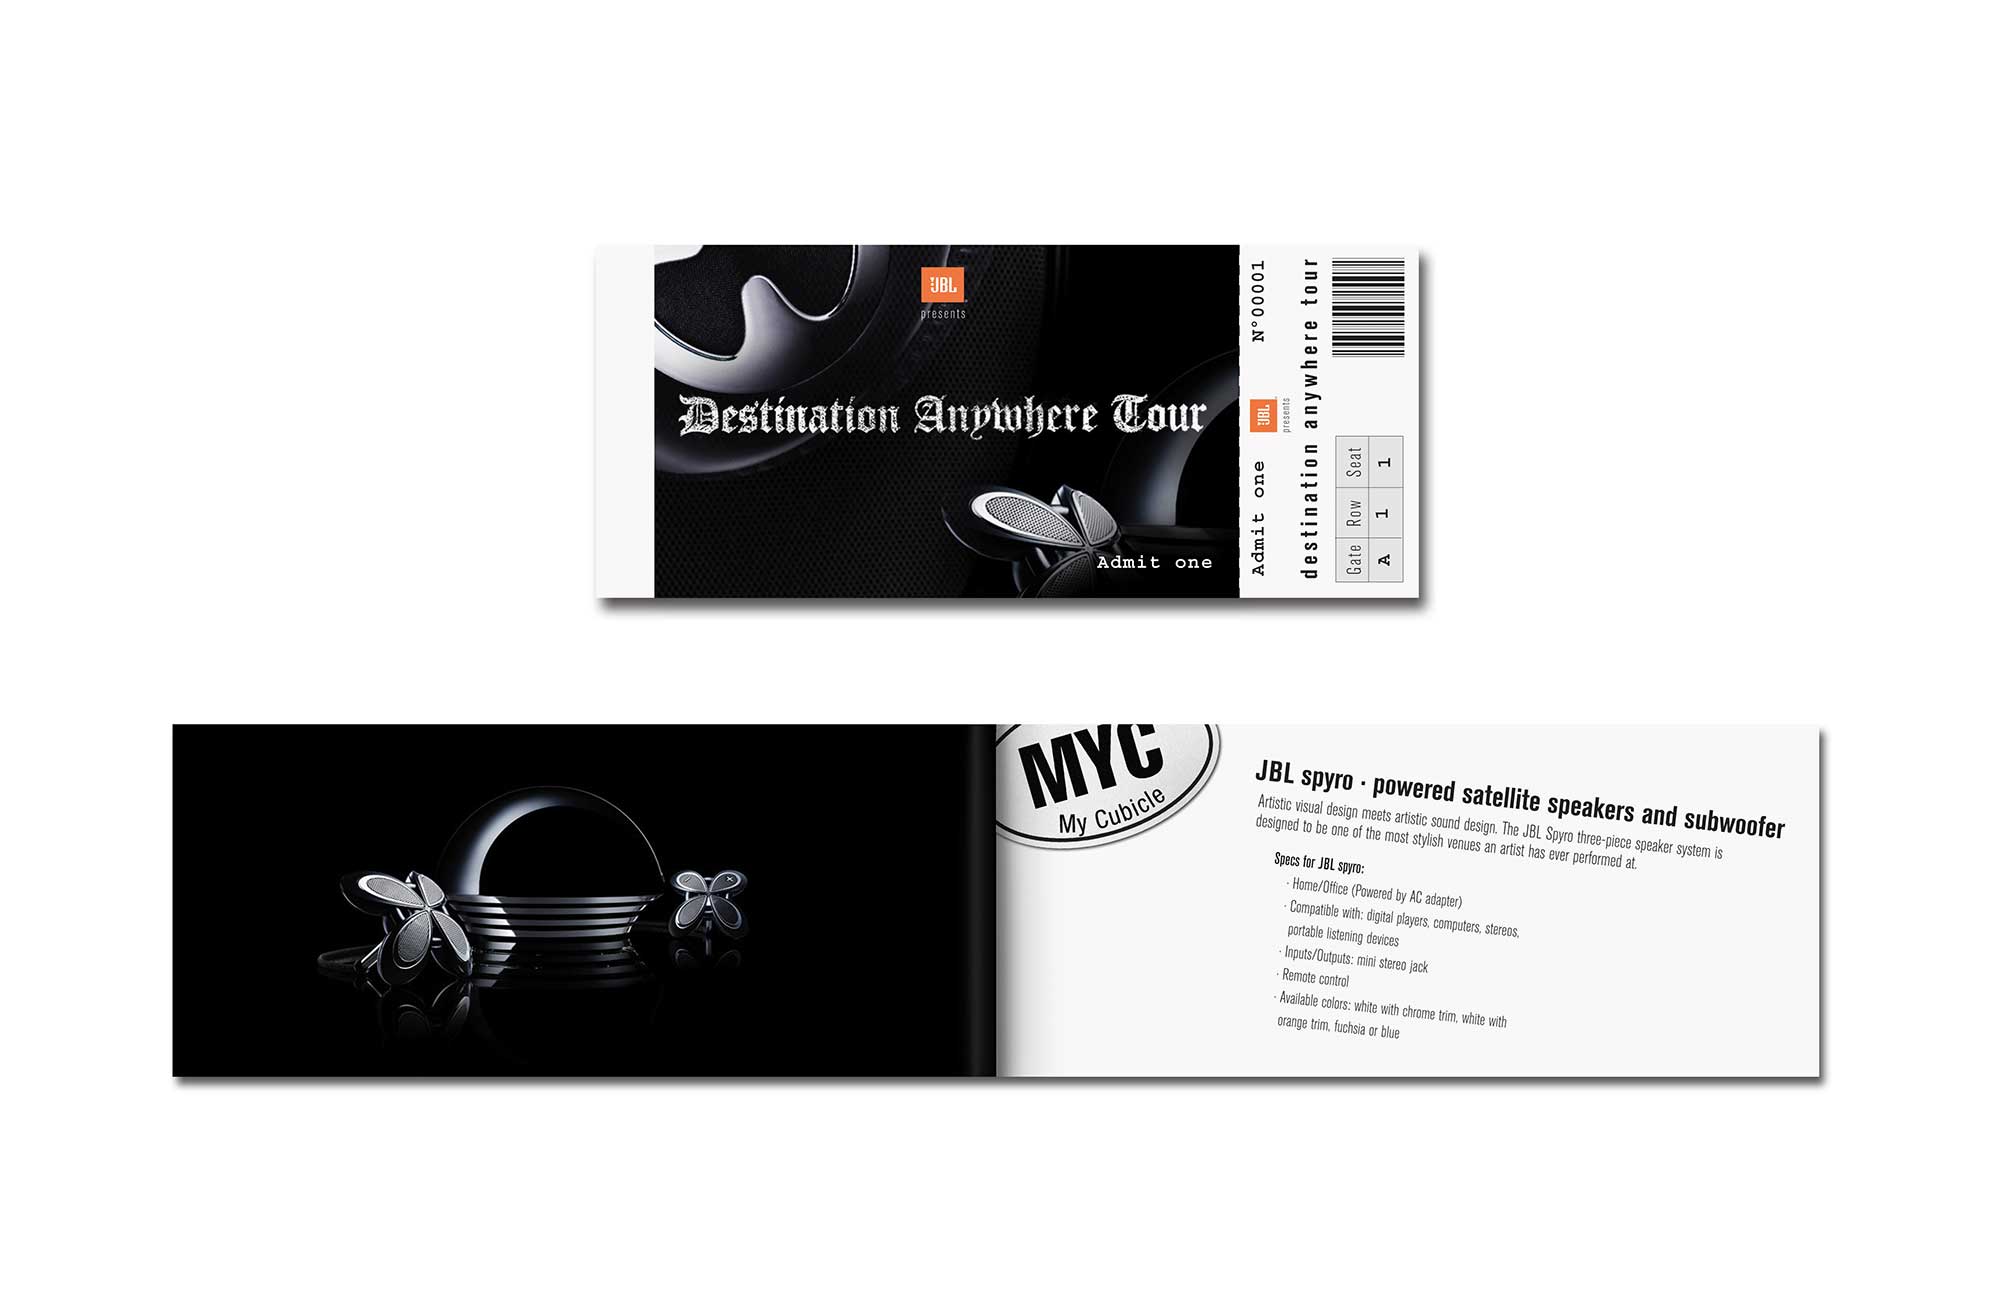 JBL
presents
Destination Anywhere Tour
Admit one
N°00001
JBL
presents
Admit one
destination anywhere tour
Gate Row Seat
A 1 1
MYC
My Cubicle
JBL spyro · powered satellite speakers and subwoofer
Artistic visual design meets artistic sound design. The JBL Spyro three-piece speaker system is
designed to be one of the most stylish venues an artist has ever performed at.
Specs for JBL spyro:
· Home/Office (Powered by AC adapter)
· Compatible with: digital players, computers, stereos,
portable listening devices
· Inputs/Outputs: mini stereo jack
· Remote control
· Available colors: white with chrome trim, white with
orange trim, fuchsia or blue